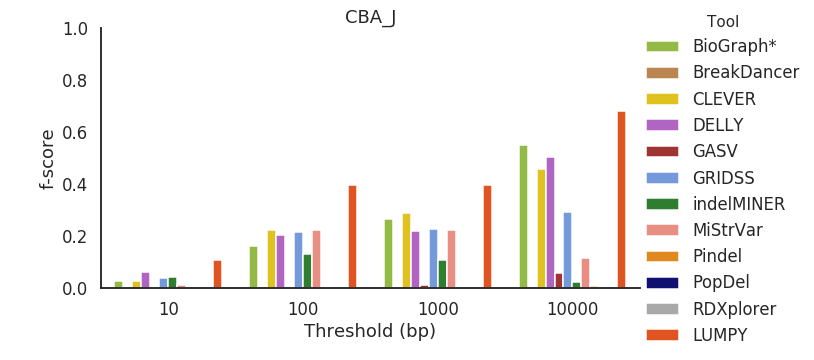 CBA_J
1.0
0.8
0.6
0.4
0.2
0.0
f-score
10
100
1000
10000
Threshold (bp)
Tool
BioGraph*
BreakDancer
CLEVER
DELLY
GASV
GRIDSS
indelMINER
MiStrVar
Pindel
PopDel
RDXplorer
LUMPY